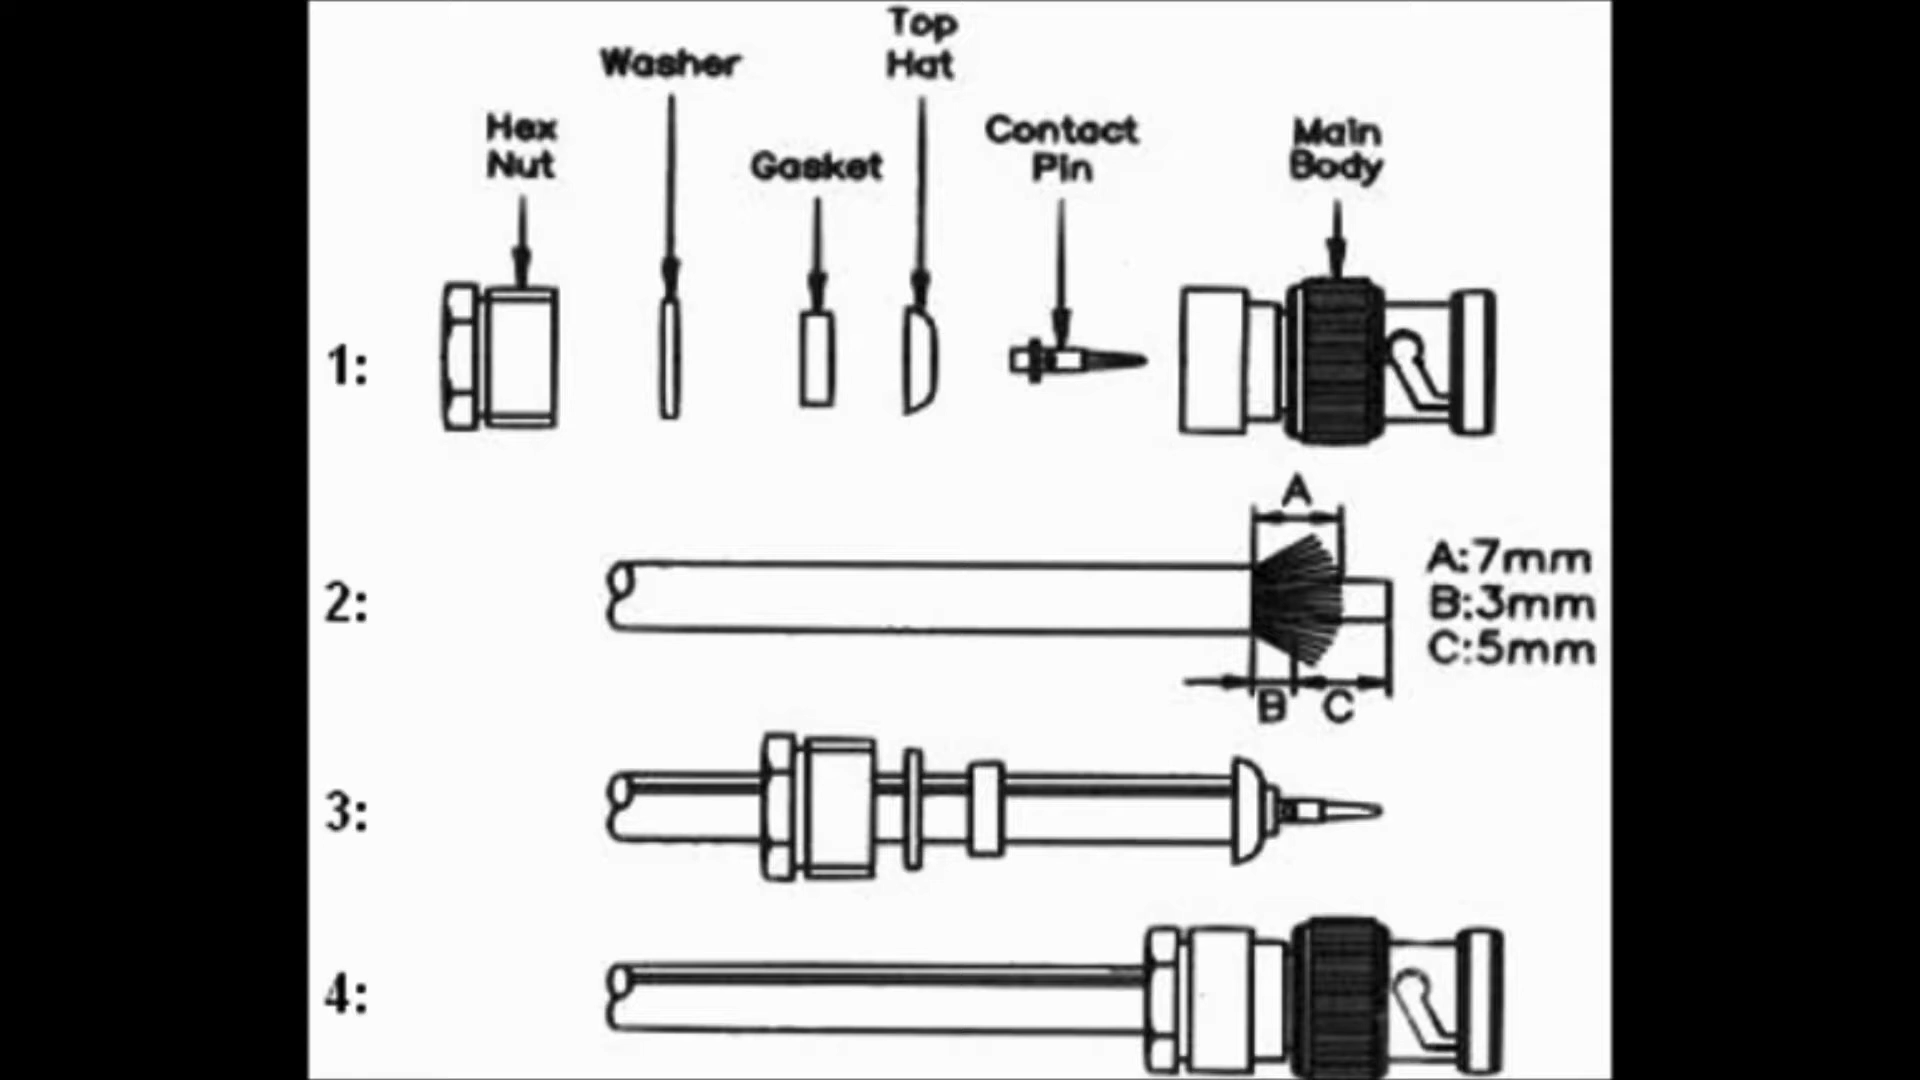 Top
Hat
Washer
Hex
Nut
Gasket
Contact
Pin
Main
Body
1:
A
2:
A:7mm
B:3mm
C:5mm
B C
3:
4: